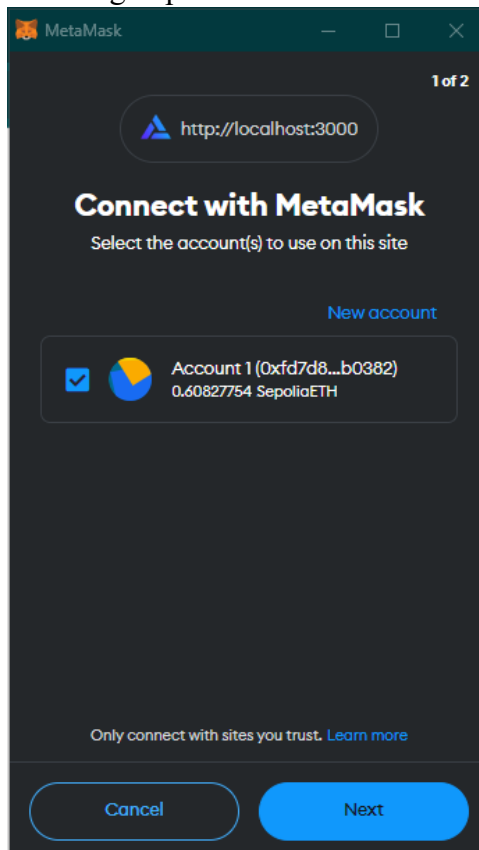 MetaMask
1 of 2
http://localhost:3000
Connect with MetaMask
Select the account(s) to use on this site
New account
Account 1 (0xfd7d8...b0382)
0.60827754 SepoliaETH
Only connect with sites you trust. Learn more
Cancel
Next